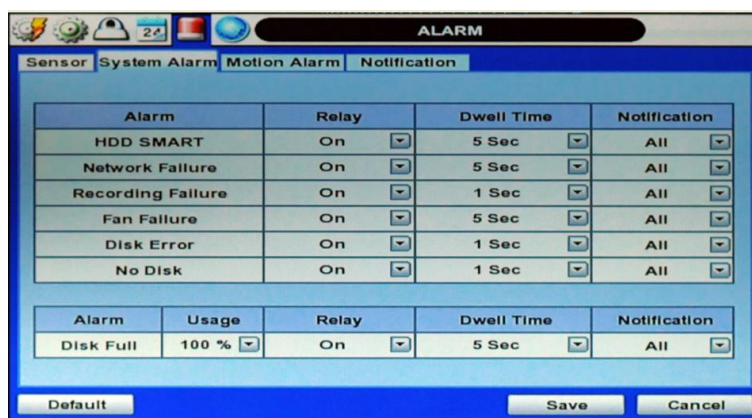 24
ALARM
Sensor System Alarm Motion Alarm Notification
Alarm Relay Dwell Time Notification
HDD SMART On 5 Sec All
Network Failure On 5 Sec All
Recording Failure On 1 Sec All
Fan Failure On 5 Sec All
Disk Error On 1 Sec All
No Disk On 1 Sec All
Alarm Usage Relay Dwell Time Notification
Disk Full 100 % On 5 Sec All
Default Save Cancel